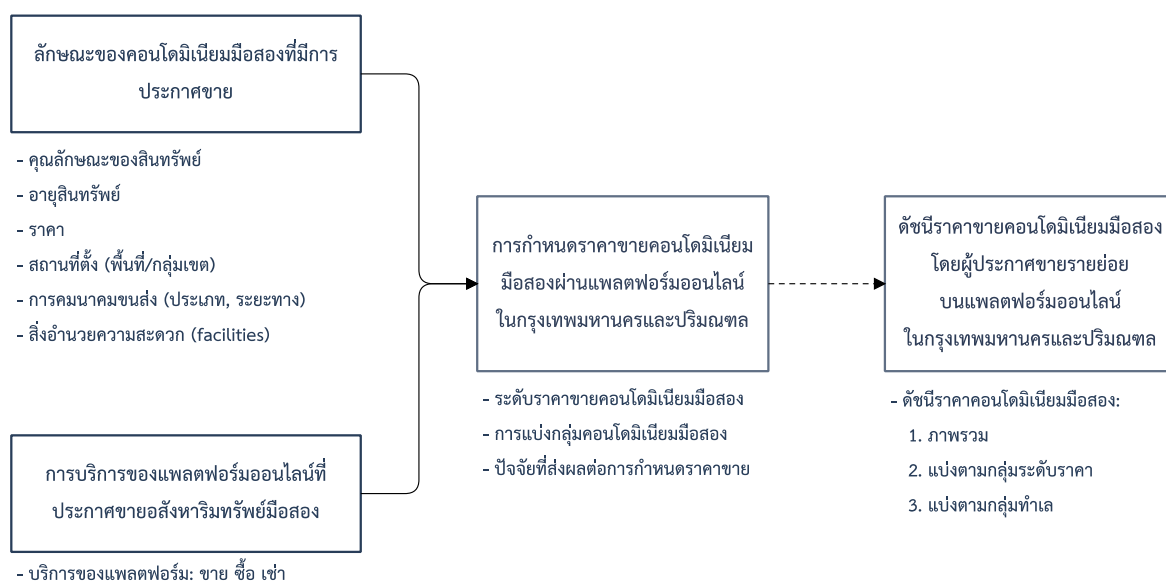 ลักษณะของคอนโดมิเนียมมือสองที่มีการ
ประกาศขาย
- คุณลักษณะของสินทรัพย์
- อายุสินทรัพย์
- ราคา
- สถานที่ตั้ง (พื้นที่/กลุ่มเขต)
- การคมนาคมขนส่ง (ประเภท, ระยะทาง)
- สิ่งอำนวยความสะดวก (facilities)
การบริการของแพลตฟอร์มออนไลน์ที่
ประกาศขายอสังหาริมทรัพย์มือสอง
- บริการของแพลตฟอร์ม: ขาย ซื้อ เช่า
การกำหนดราคาขายคอนโดมิเนียม
มือสองผ่านแพลตฟอร์มออนไลน์
ในกรุงเทพมหานครและปริมณฑล
- ระดับราคาขายคอนโดมิเนียมมือสอง
- การแบ่งกลุ่มคอนโดมิเนียมมือสอง
- ปัจจัยที่ส่งผลต่อการกำหนดราคาขาย
ดัชนีราคาขายคอนโดมิเนียมมือสอง
โดยผู้ประกาศขายรายย่อย
บนแพลตฟอร์มออนไลน์
ในกรุงเทพมหานครและปริมณฑล
- ดัชนีราคาคอนโดมิเนียมมือสอง:
1. ภาพรวม
2. แบ่งตามกลุ่มระดับราคา
3. แบ่งตามกลุ่มทำเล